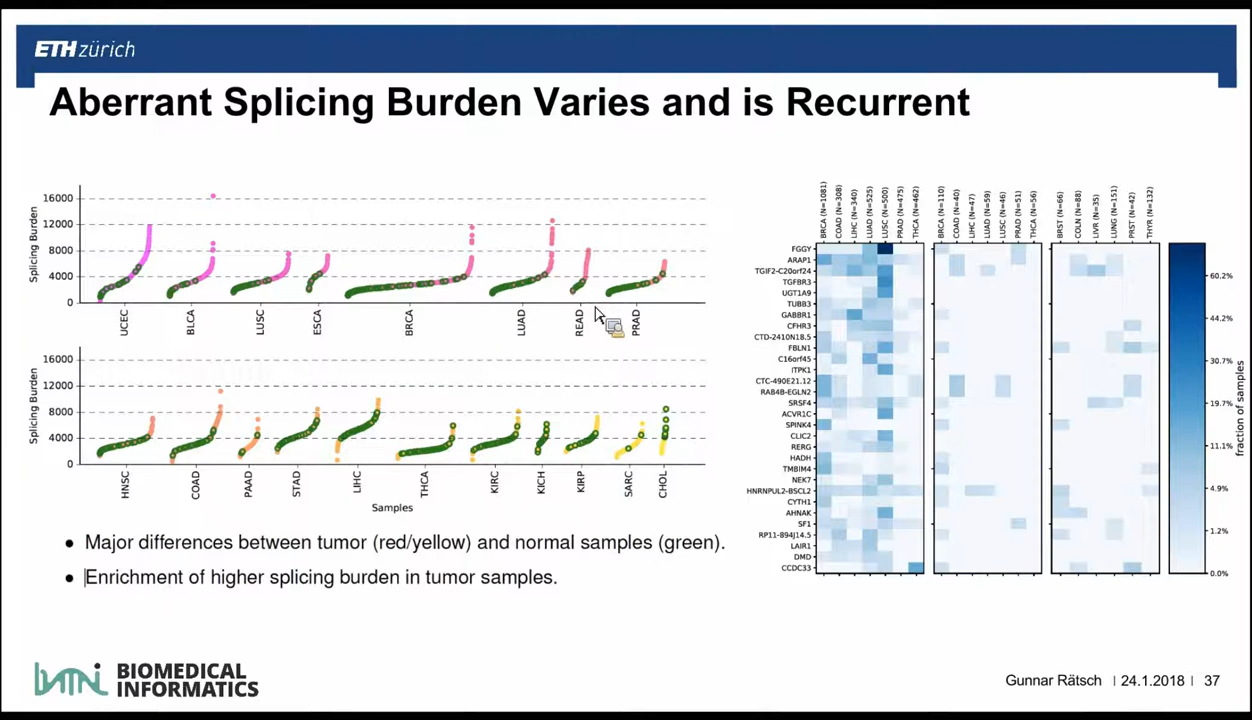 ETH zürich
Aberrant Splicing Burden Varies and is Recurrent
Splicing Burden
16000
12000
8000
4000
0
UCEC
BLCA
LUSC
ESCA
BRCA
LUAD
READ
PRAD
Splicing Burden
16000
12000
8000
4000
0
HNSC
COAD
PAAD
STAD
LIHC
THCA
KIRC
KICH
KIRP
SARC
CHOL
Samples
BRCA (N=1081)
COAD (N=308)
LIHC (N=340)
LUAD (N=525)
LUSC (N=500)
PRAD (N=475)
THCA (N=462)
BRCA (N=110)
COAD (N=40)
LIHC (N=47)
LUAD (N=59)
LUSC (N=46)
PRAD (N=51)
THCA (N=56)
BRST (N=66)
COLN (N=88)
LIVR (N=35)
LUNG (N=151)
PRST (N=42)
THYR (N=132)
FGGY
ARAP1
TGIF2-C20orf24
TGFBR3
UGT1A9
TUBB3
GABBR1
CFHR3
CTD-2410N18.5
FBLN1
C16orf45
ITPK1
CTC-490E21.12
RAB4B-EGLN2
SRSF4
ACVR1C
SPINK4
CLIC2
RERG
HADH
TMBIM4
NEK7
HNRNPUL2-BSCL2
CYTH1
AHNAK
SF1
RP11-894J14.5
LAIR1
DMD
CCDC33
60.2%
44.2%
30.7%
19.7%
11.1%
4.9%
1.2%
0.0%
fraction of samples
● Major differences between tumor (red/yellow) and normal samples (green).
● Enrichment of higher splicing burden in tumor samples.
BIOMEDICAL
INFORMATICS
Gunnar Rätsch | 24.1.2018 | 37